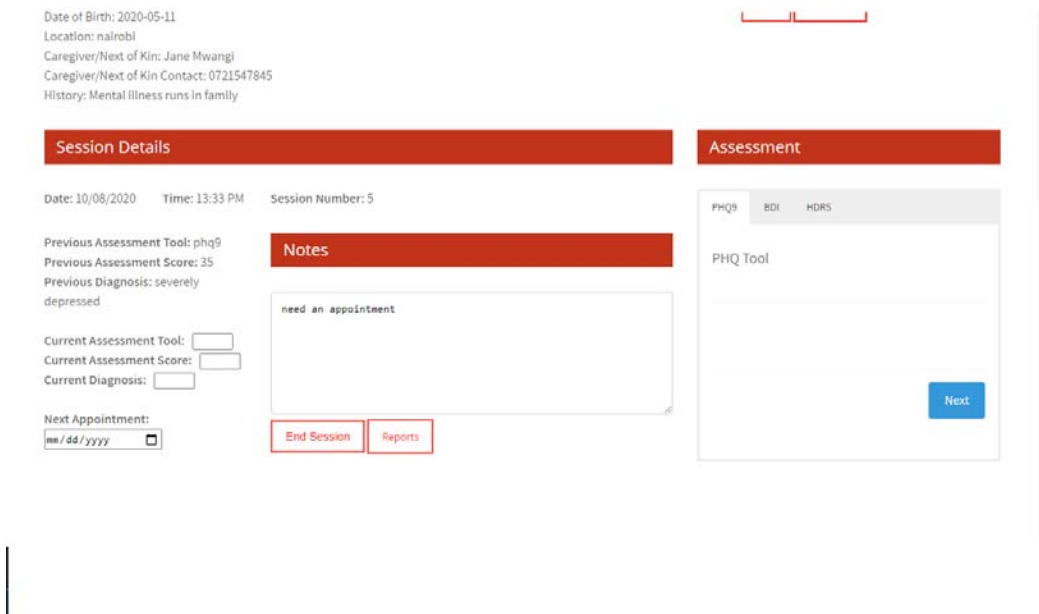 Date of Birth: 2020-05-11
Location: nairobi
Caregiver/Next of Kin: Jane Mwangi
Caregiver/Next of Kin Contact: 0721547845
History: Mental Illness runs in family
Session Details
Date: 10/08/2020 Time: 13:33 PM Session Number: 5
Previous Assessment Tool: phq9
Previous Assessment Score: 35
Previous Diagnosis: severely
depressed
Current Assessment Tool:
Current Assessment Score:
Current Diagnosis:
Next Appointment:
mm/dd/yyyy
Notes
need an appointment
End Session Reports
Assessment
PHQ9 BDI HDRS
PHQ Tool
Next